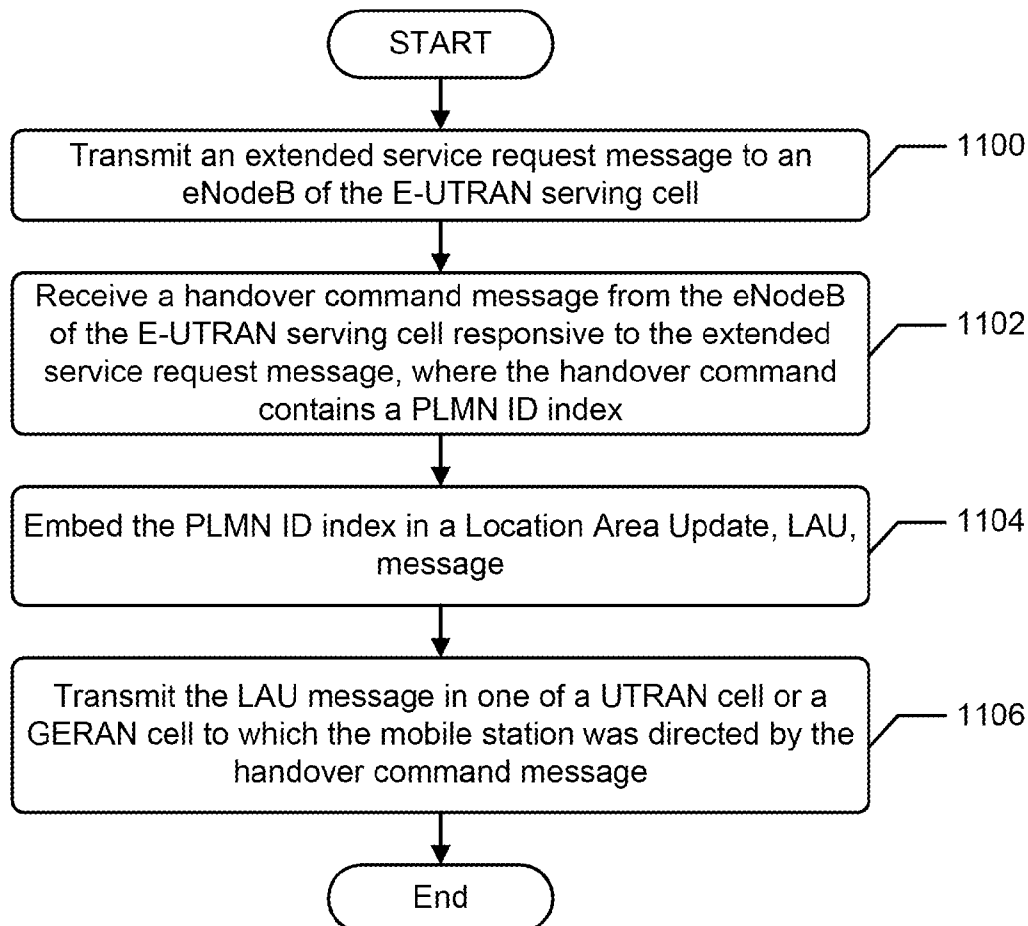 START
Transmit an extended service request message to an
eNodeB of the E-UTRAN serving cell
1100
Receive a handover command message from the eNodeB
of the E-UTRAN serving cell responsive to the extended
service request message, where the handover command
contains a PLMN ID index
1102
Embed the PLMN ID index in a Location Area Update, LAU,
message
1104
Transmit the LAU message in one of a UTRAN cell or a
GERAN cell to which the mobile station was directed by the
handover command message
1106
End